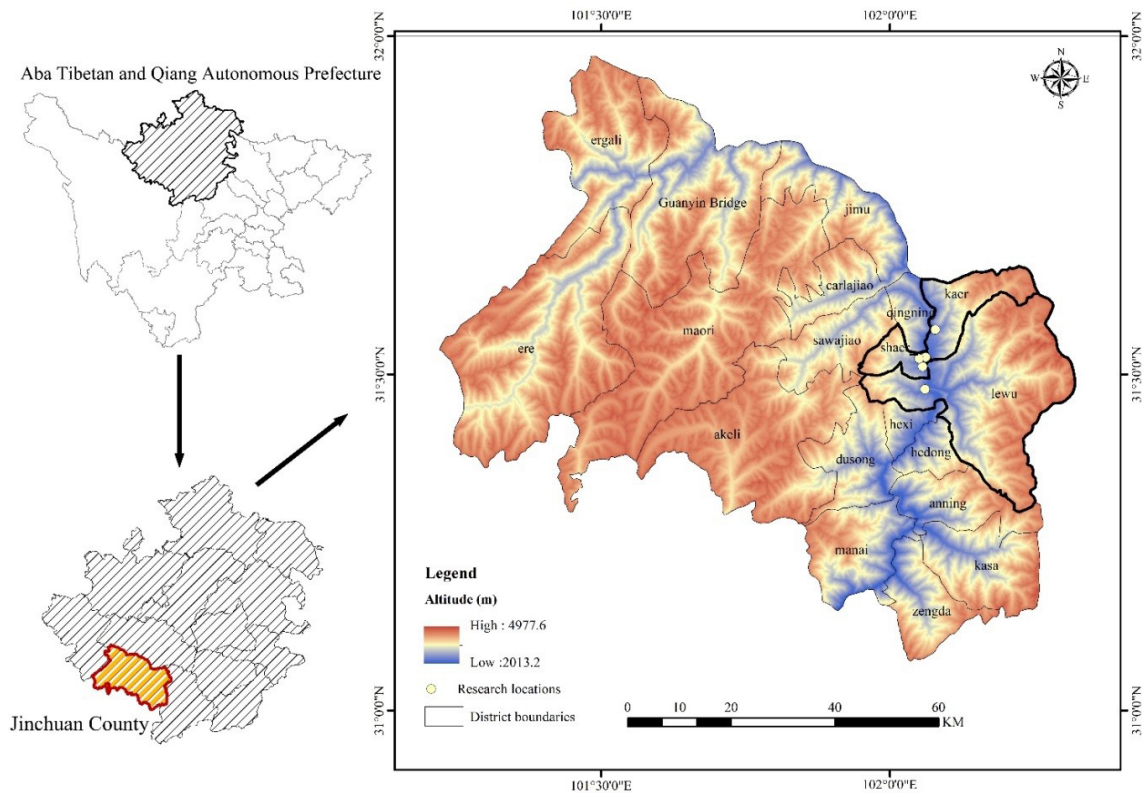 Aba Tibetan and Qiang Autonomous Prefecture
Jinchuan County
101°30'0"E
102°0'0"E
32°0'0"N
32°0'0"N
N
W
E
S
ergali
Guanyin Bridge
jimu
carlajiao
kaer
qingning
maori
sawajiao
shaer
ere
31°30'0"N
31°30'0"N
lewu
akeli
hexi
hedong
dusong
anning
manai
kasa
zengda
Legend
Altitude (m)
High : 4977.6
Low :2013.2
Research locations
District boundaries
0
10
20
40
60
KM
31°0'0"N
31°0'0"N
101°30'0"E
102°0'0"E